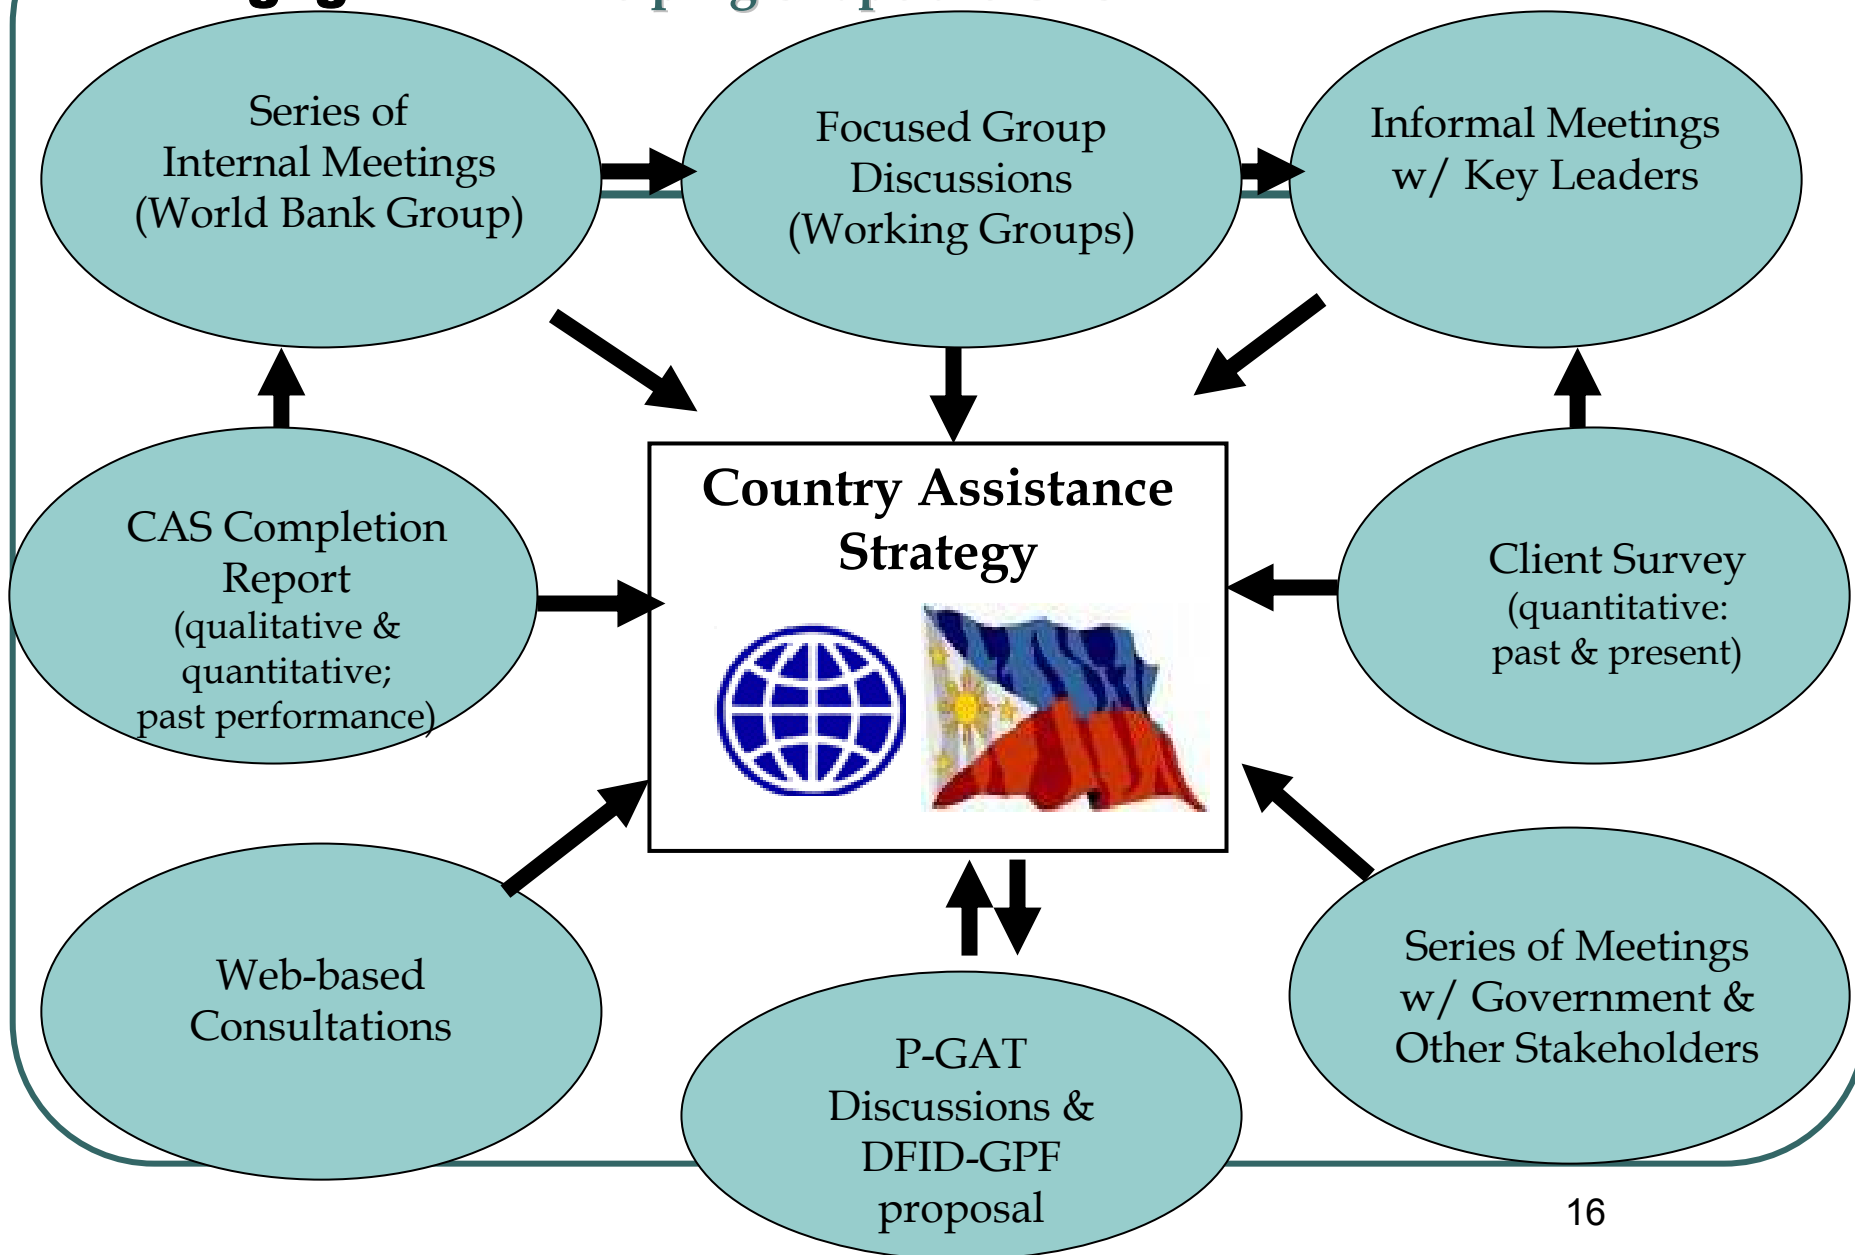 Series of
Internal Meetings
(World Bank Group)
Focused Group
Discussions
(Working Groups)
Informal Meetings
w/ Key Leaders
CAS Completion
Report
(qualitative &
quantitative;
past performance)
Country Assistance
Strategy
Client Survey
(quantitative:
past & present)
Web-based
Consultations
P-GAT
Discussions &
DFID-GPF
proposal
Series of Meetings
w/ Government &
Other Stakeholders
16